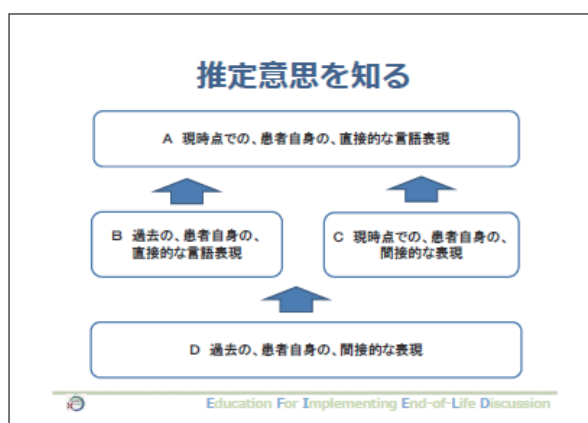 推定意思を知る
A 現時点での、患者自身の、直接的な言語表現
B 過去の、患者自身の、
直接的な言語表現
C 現時点での、患者自身の、
間接的な表現
D 過去の、患者自身の、間接的な表現
Education For Implementing End-of-Life Discussion